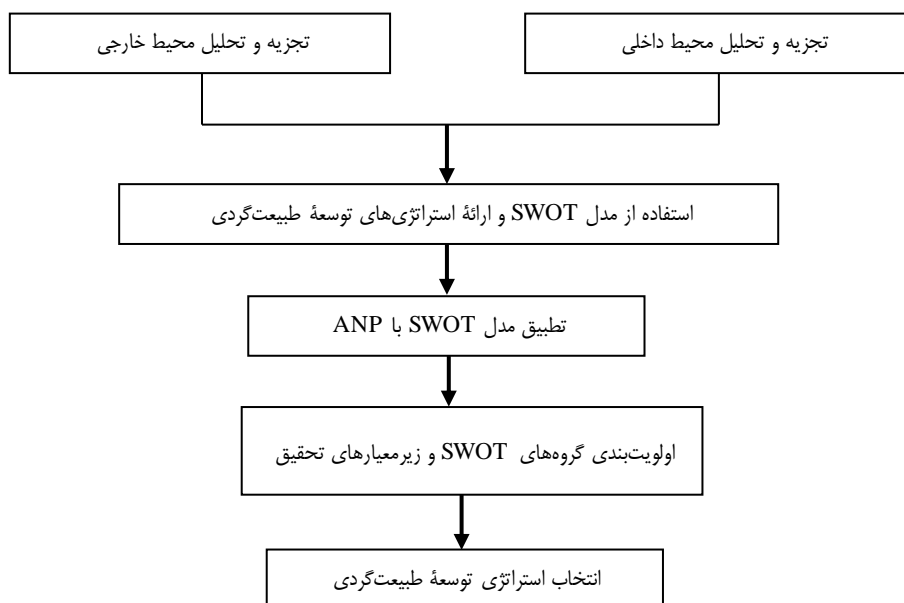 تجزیه و تحلیل محیط داخلی
تجزیه و تحلیل محیط خارجی
استفاده از مدل SWOT و ارائهٔ استراتژی‌های توسعهٔ طبیعت‌گردی
تطبیق مدل SWOT با ANP
اولویت‌بندی گروه‌های SWOT و زیرمعیارهای تحقیق
انتخاب استراتژی توسعهٔ طبیعت‌گردی